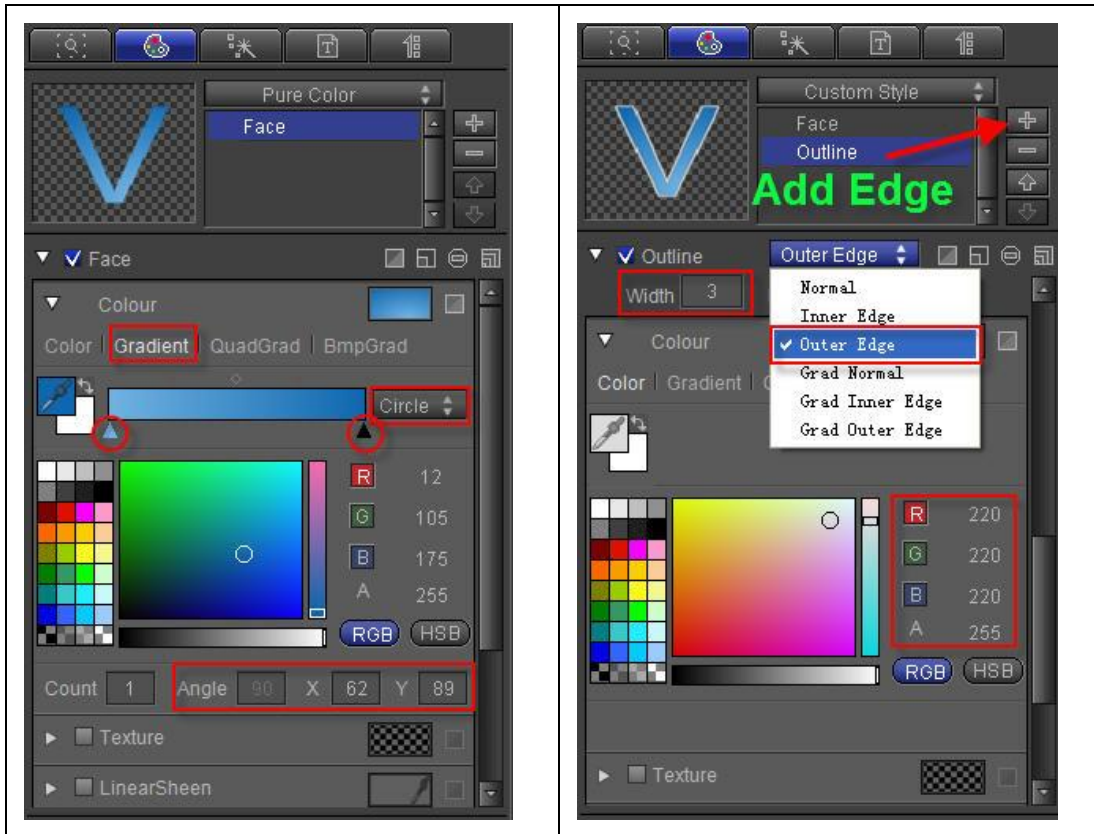 V
T
Pure Color
Face
Face
Colour
Color Gradient QuadGrad BmpGrad
Circle
R 12
G 105
B 175
A 255
RGB HSB
Count 1 Angle 90 X 62 Y 89
Texture
LinearSheen
V
T
Custom Style
Face
Outline
Add Edge
Outline Outer Edge
Width 3
Normal
Inner Edge
Outer Edge
Grad Normal
Grad Inner Edge
Grad Outer Edge
Colour
Color Gradient
R 220
G 220
B 220
A 255
RGB HSB
Texture